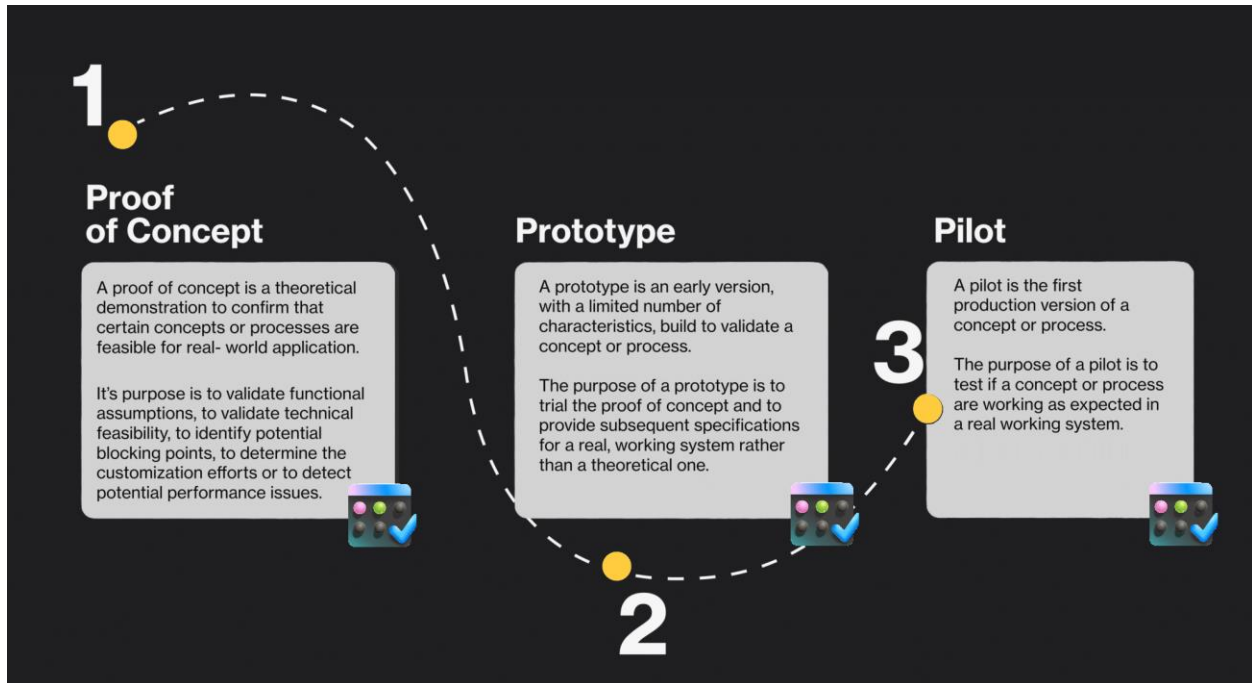 1
Proof
of Concept
A proof of concept is a theoretical
demonstration to confirm that
certain concepts or processes are
feasible for real- world application.
It's purpose is to validate functional
assumptions, to validate technical
feasibility, to identify potential
blocking points, to determine the
customization efforts or to detect
potential performance issues.
2
Prototype
A prototype is an early version,
with a limited number of
characteristics, build to validate a
concept or process.
The purpose of a prototype is to
trial the proof of concept and to
provide subsequent specifications
for a real, working system rather
than a theoretical one.
3
Pilot
A pilot is the first
production version of a
concept or process.
The purpose of a pilot is to
test if a concept or process
are working as expected in
a real working system.